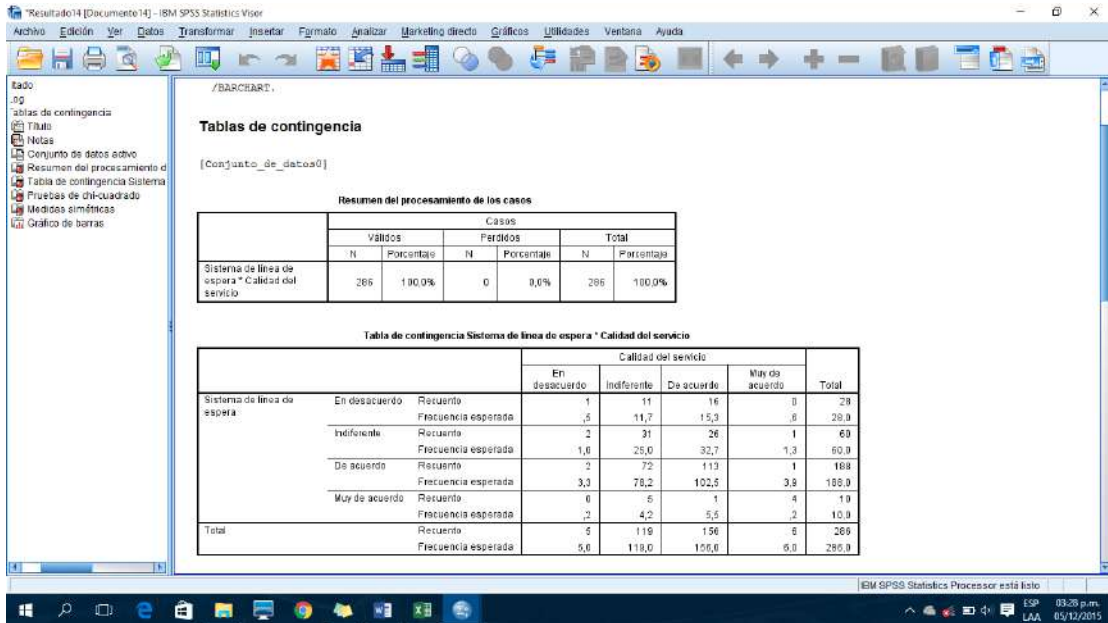 *Resultado14 [Documento14] - IBM SPSS Statistics Visor
Archivo Edición Ver Datos Transformar Insertar Formato Analizar Marketing directo Gráficos Utilidades Ventana Ayuda
ltado
.og
ablas de contingencia
Título
Notas
Conjunto de datos activo
Resumen del procesamiento d
Tabla de contingencia Sistema
Pruebas de chi-cuadrado
Medidas simétricas
Gráfico de barras
/BARCHART.
Tablas de contingencia
[Conjunto_de_datos0]
Resumen del procesamiento de los casos
Casos
Válidos Perdidos Total
N Porcentaje N Porcentaje N Porcentaje
Sistema de línea de
espera * Calidad del
servicio
286 100,0% 0 0,0% 286 100,0%
Tabla de contingencia Sistema de línea de espera * Calidad del servicio
Calidad del servicio
En
desacuerdo Indiferente De acuerdo Muy de
acuerdo Total
Sistema de línea de
espera
En desacuerdo Recuento 1 11 16 0 28
Frecuencia esperada ,5 11,7 15,3 ,6 28,0
Indiferente Recuento 2 31 26 1 60
Frecuencia esperada 1,0 25,0 32,7 1,3 60,0
De acuerdo Recuento 2 72 113 1 188
Frecuencia esperada 3,3 78,2 102,5 3,9 188,0
Muy de acuerdo Recuento 0 5 1 4 10
Frecuencia esperada ,2 4,2 5,5 ,2 10,0
Total Recuento 5 119 156 6 286
Frecuencia esperada 5,0 119,0 156,0 6,0 286,0
IBM SPSS Statistics Processor está listo
ESP
LAA
03:28 p.m.
05/12/2015